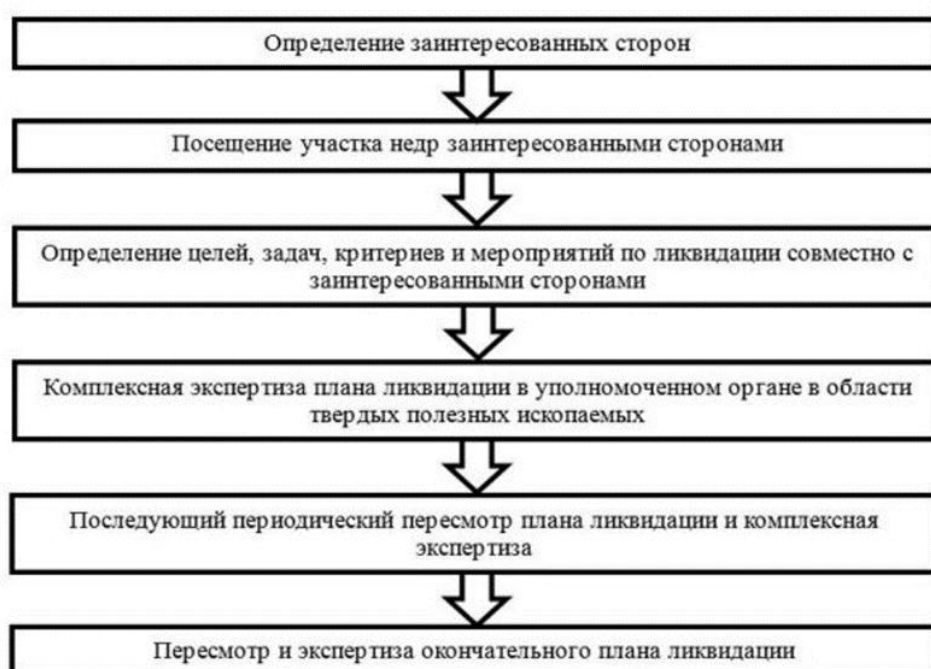 Определение заинтересованных сторон
Посещение участка недр заинтересованными сторонами
Определение целей, задач, критериев и мероприятий по ликвидации совместно с
заинтересованными сторонами
Комплексная экспертиза плана ликвидации в уполномоченном органе в области
твердых полезных ископаемых
Последующий периодический пересмотр плана ликвидации и комплексная
экспертиза
Пересмотр и экспертиза окончательного плана ликвидации